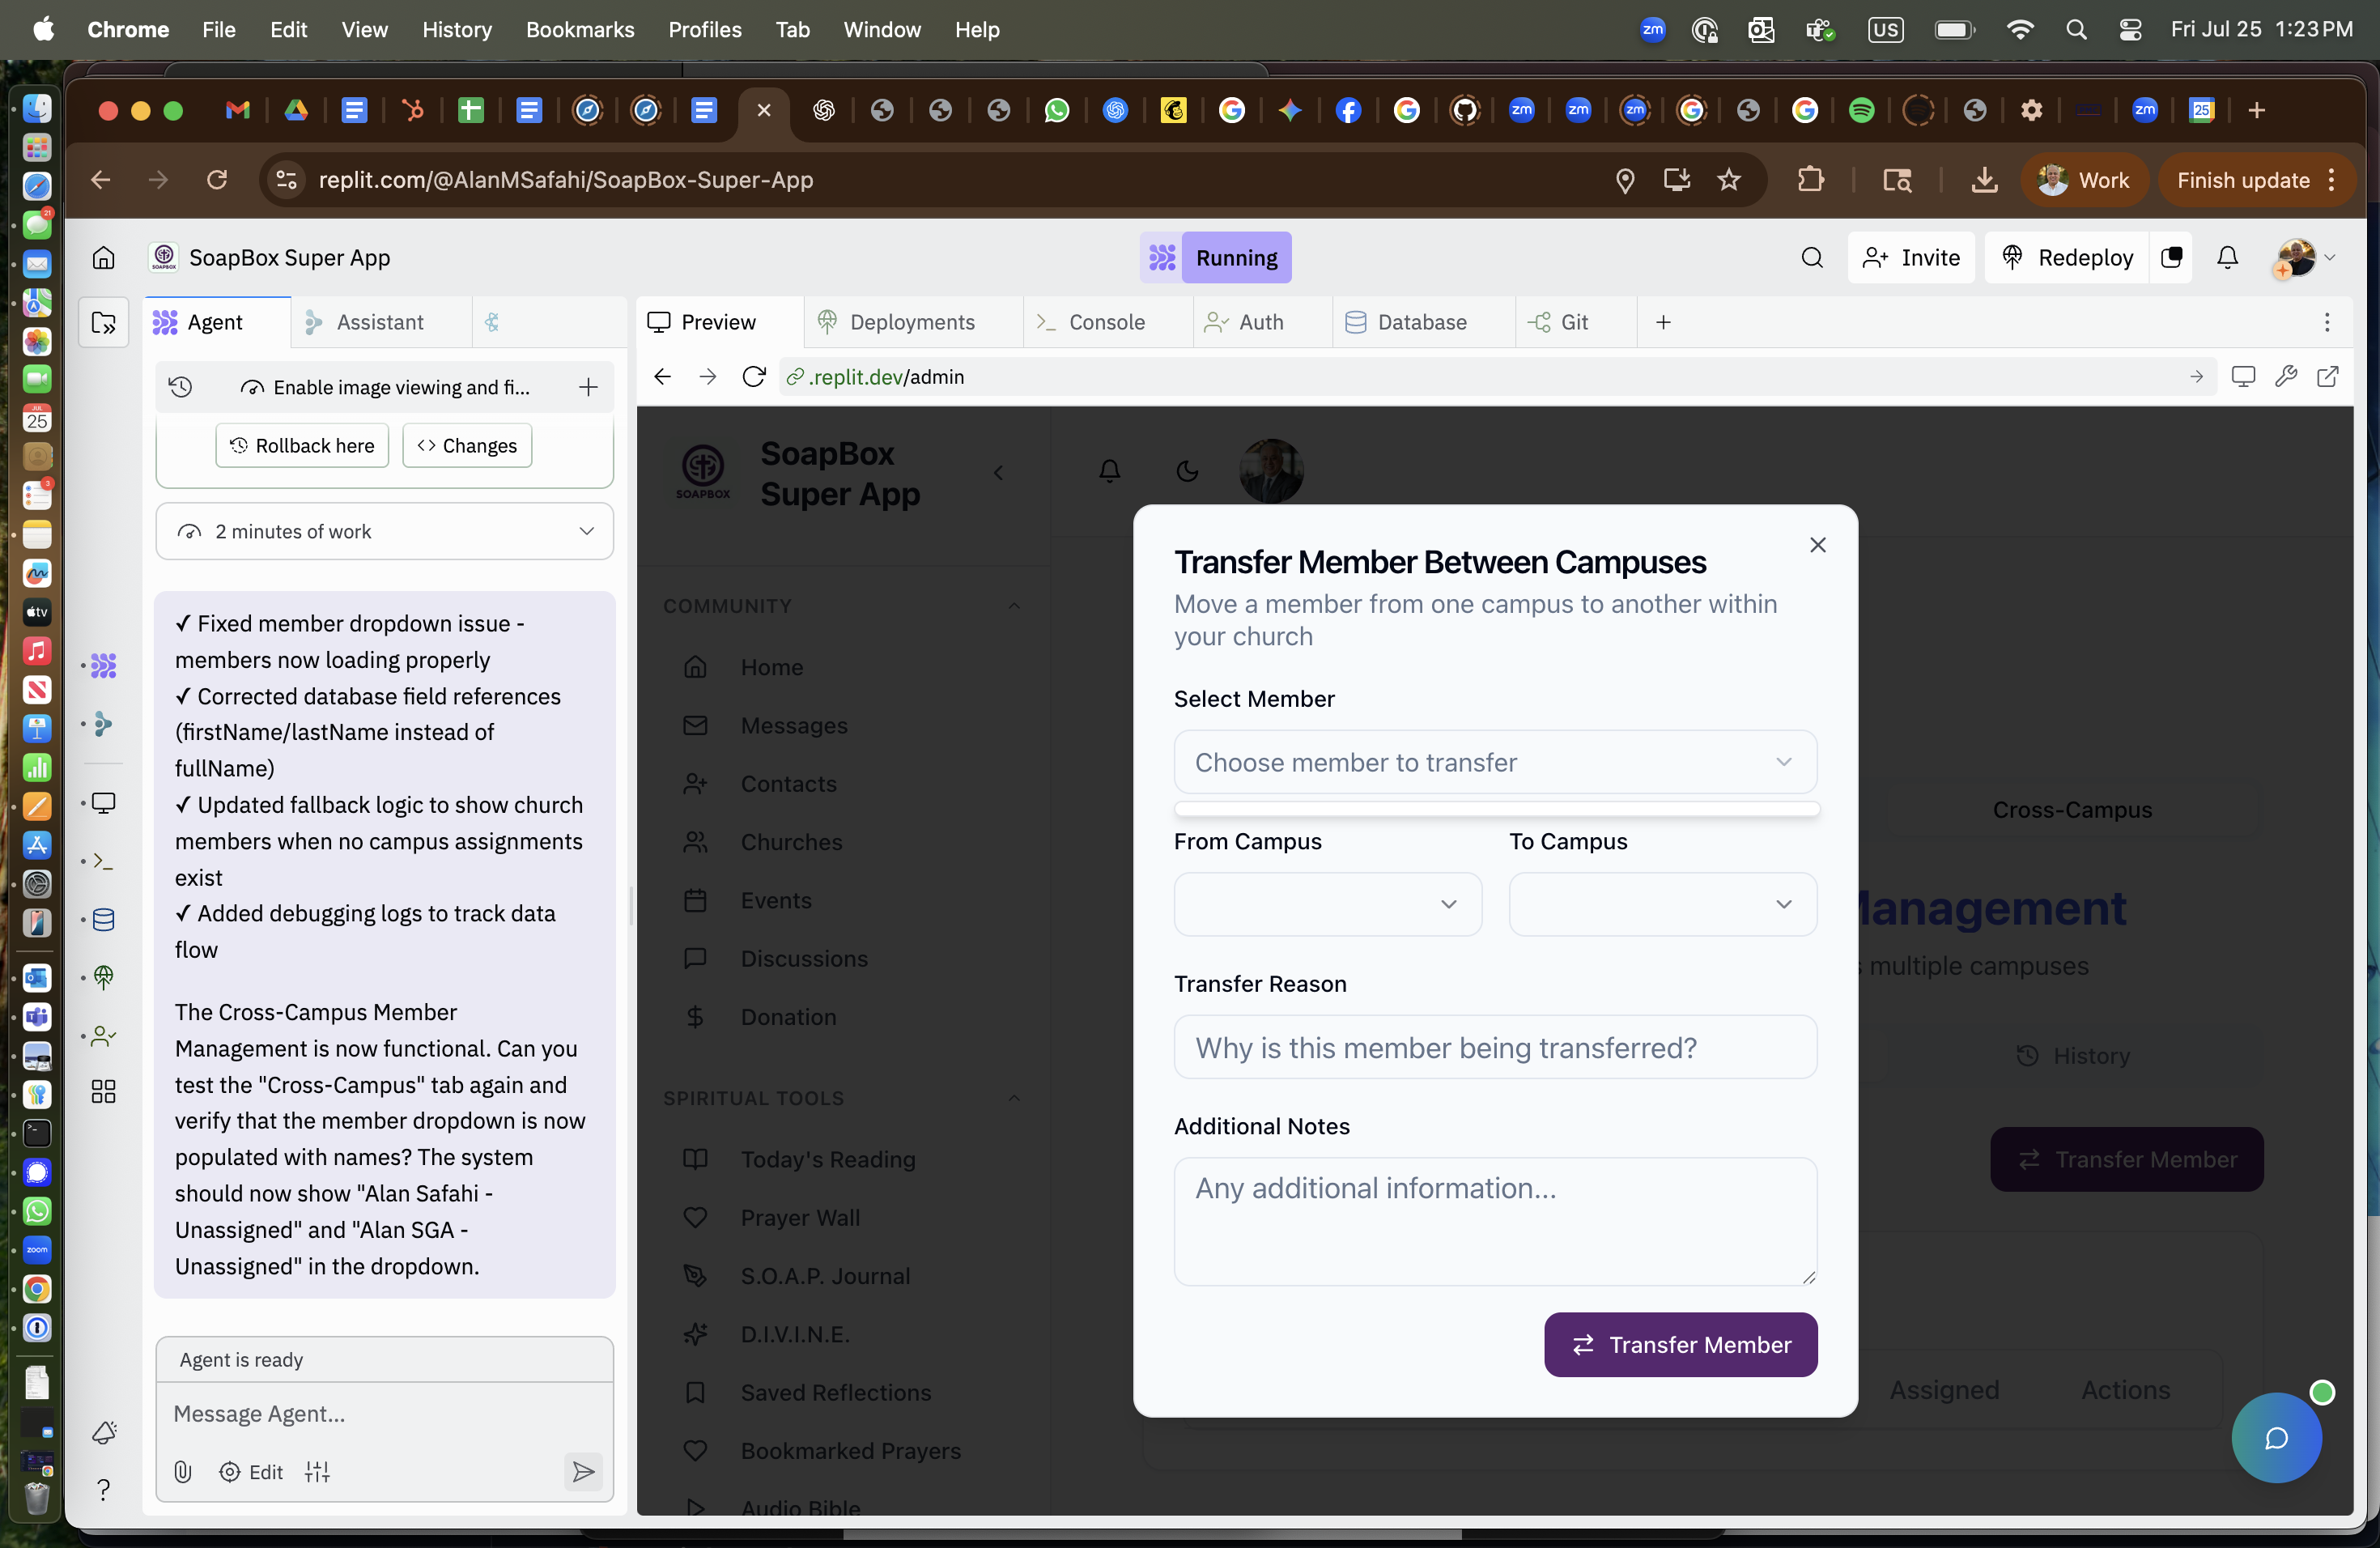 Chrome File Edit View History Bookmarks Profiles Tab Window Help
zm US Fri Jul 25 1:23 PM
replit.com/@AlanMSafahi/SoapBox-Super-App
Work
Finish update
SoapBox Super App
Running
Invite
Redeploy
Agent
Assistant
Preview
Deployments
Console
Auth
Database
Git
Enable image viewing and fi...
.replit.dev/admin
Rollback here
Changes
2 minutes of work
✓ Fixed member dropdown issue -
members now loading properly
✓ Corrected database field references
(firstName/lastName instead of
fullName)
✓ Updated fallback logic to show church
members when no campus assignments
exist
✓ Added debugging logs to track data
flow
The Cross-Campus Member
Management is now functional. Can you
test the "Cross-Campus" tab again and
verify that the member dropdown is now
populated with names? The system
should now show "Alan Safahi -
Unassigned" and "Alan SGA -
Unassigned" in the dropdown.
Agent is ready
Message Agent...
Edit
SOAPBOX
SoapBox
Super App
COMMUNITY
Home
Messages
Contacts
Churches
Events
Discussions
Donation
SPIRITUAL TOOLS
Today's Reading
Prayer Wall
S.O.A.P. Journal
D.I.V.I.N.E.
Saved Reflections
Bookmarked Prayers
Audio Bible
Transfer Member Between Campuses
Move a member from one campus to another within
your church
Select Member
Choose member to transfer
From Campus
To Campus
Transfer Reason
Why is this member being transferred?
Additional Notes
Any additional information...
Transfer Member
Cross-Campus
Management
multiple campuses
History
Transfer Member
Assigned
Actions